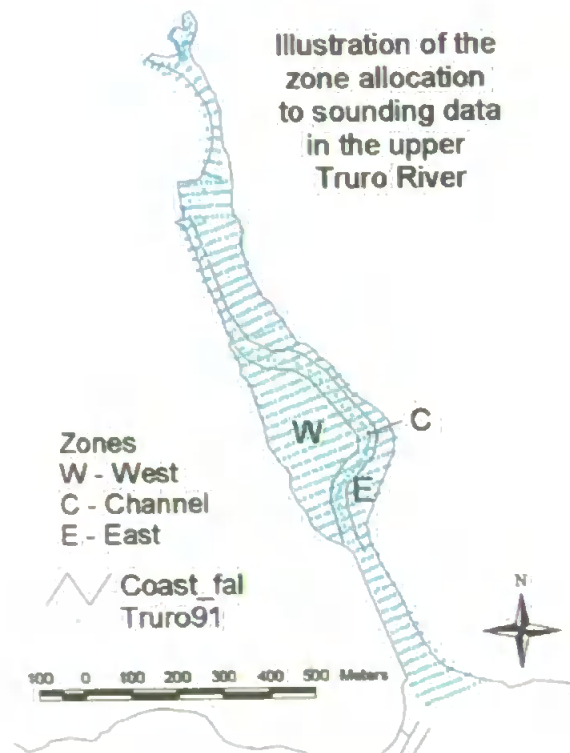 Illustration of the
zone allocation
to sounding data
in the upper
Truro River
W
C
E
Zones
W - West
C - Channel
E - East
Coast_fal
Truro91
N
100 0 100 200 300 400 500 Meters